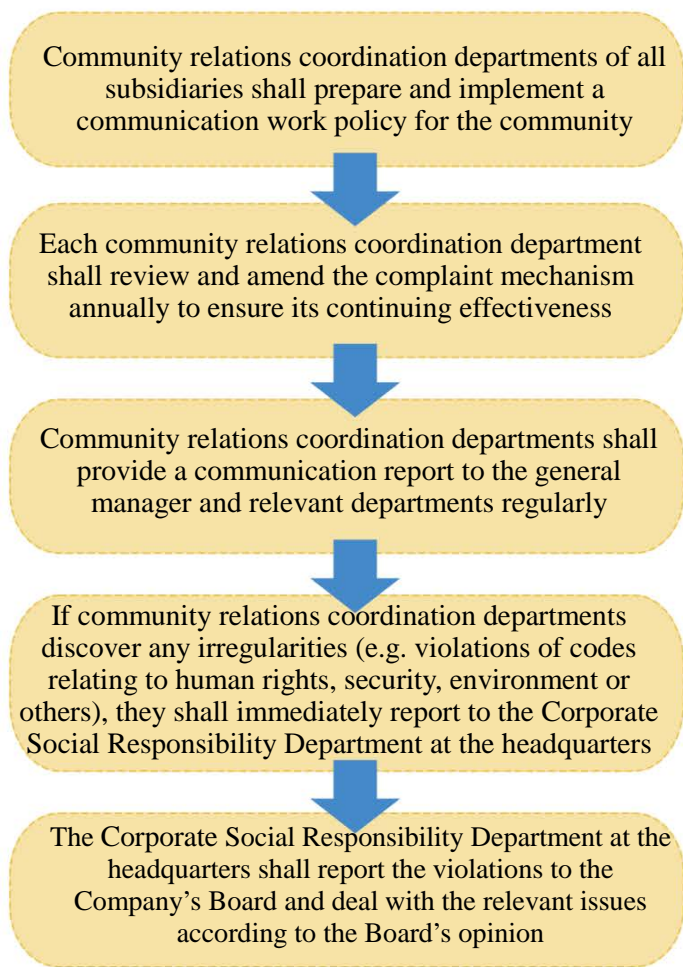 Community relations coordination departments of all
subsidiaries shall prepare and implement a
communication work policy for the community
Each community relations coordination department
shall review and amend the complaint mechanism
annually to ensure its continuing effectiveness
Community relations coordination departments shall
provide a communication report to the general
manager and relevant departments regularly
If community relations coordination departments
discover any irregularities (e.g. violations of codes
relating to human rights, security, environment or
others), they shall immediately report to the Corporate
Social Responsibility Department at the headquarters
The Corporate Social Responsibility Department at the
headquarters shall report the violations to the
Company’s Board and deal with the relevant issues
according to the Board’s opinion